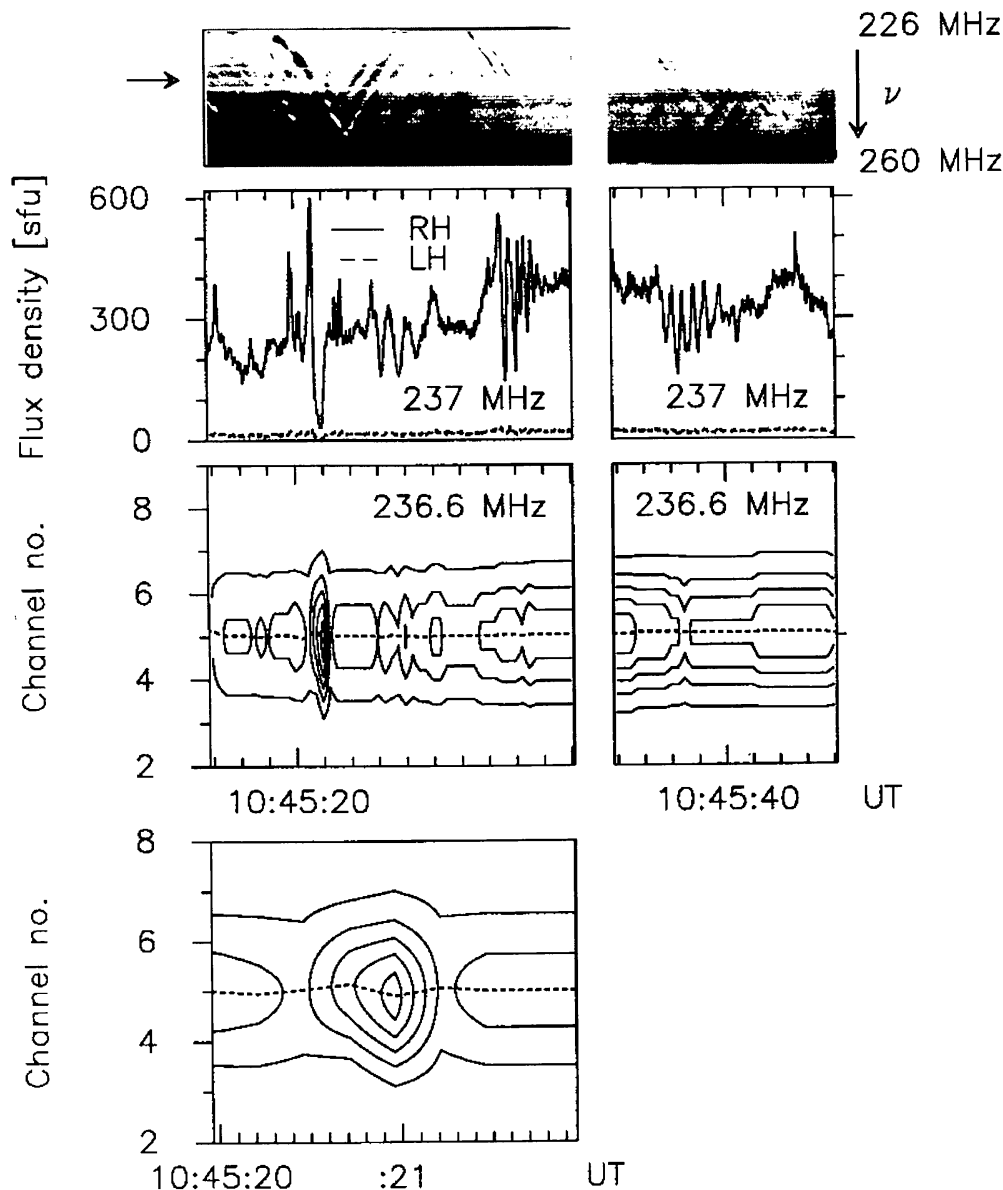 226 MHz
ν
260 MHz
Flux density [sfu]
600
300
0
RH
LH
237 MHz
237 MHz
Channel no.
8
6
4
2
236.6 MHz
236.6 MHz
10:45:20
10:45:40
UT
Channel no.
8
6
4
2
10:45:20
:21
UT